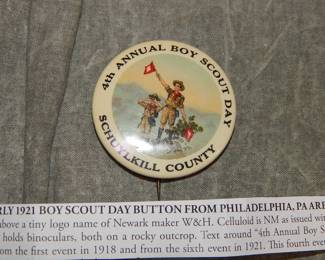 4th ANNUAL BOY SCOUT DAY
SCHUYLKILL COUNTY
RLY 1921 BOY SCOUT DAY BUTTON FROM PHILADELPHIA, PA ARE
above a tiny logo name of Newark maker W&H. Celluloid is NM as issued wi
holds binoculars, both on a rocky outcrop. Text around "4th Annual Boy S
om the first event in 1918 and from the sixth event in 1921. This fourth eve